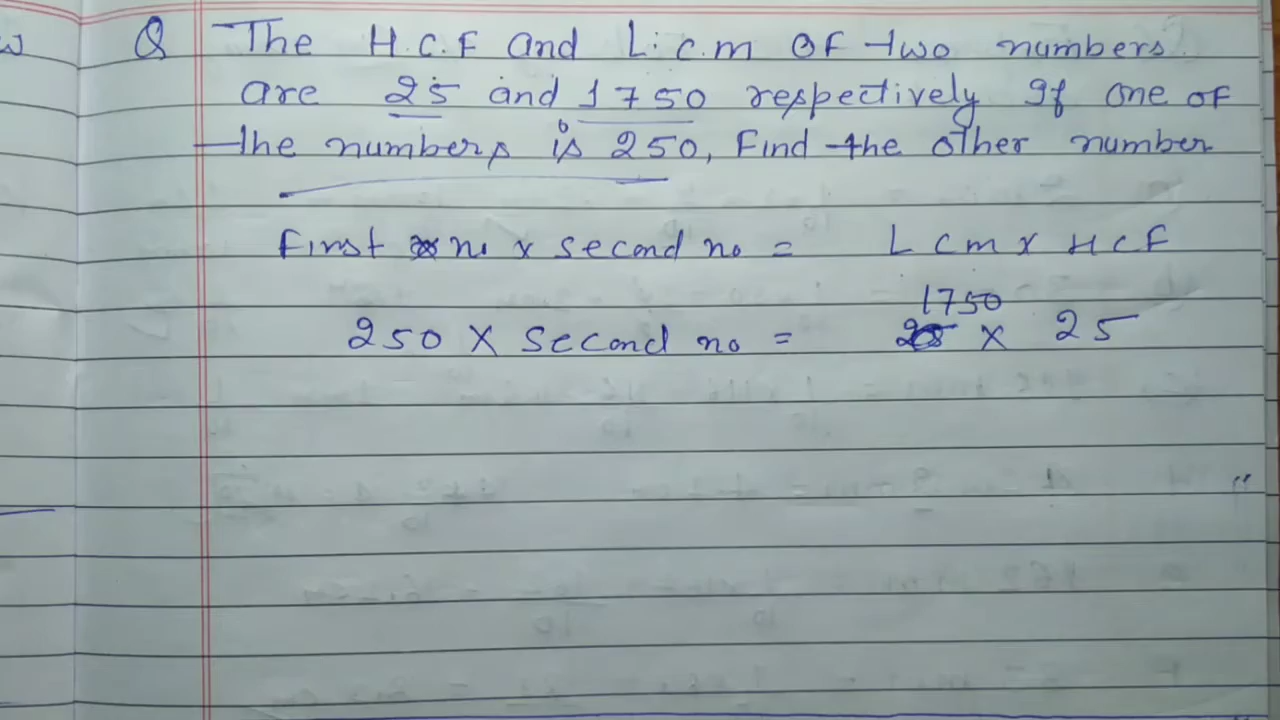 w
Q The H.C.F and L.C.m OF two numbers
are 25 and 1750 respectively If one of
the numbers is 250, Find the other number
First no x second no = LCM x HCF
1750
250 x second no = x 25